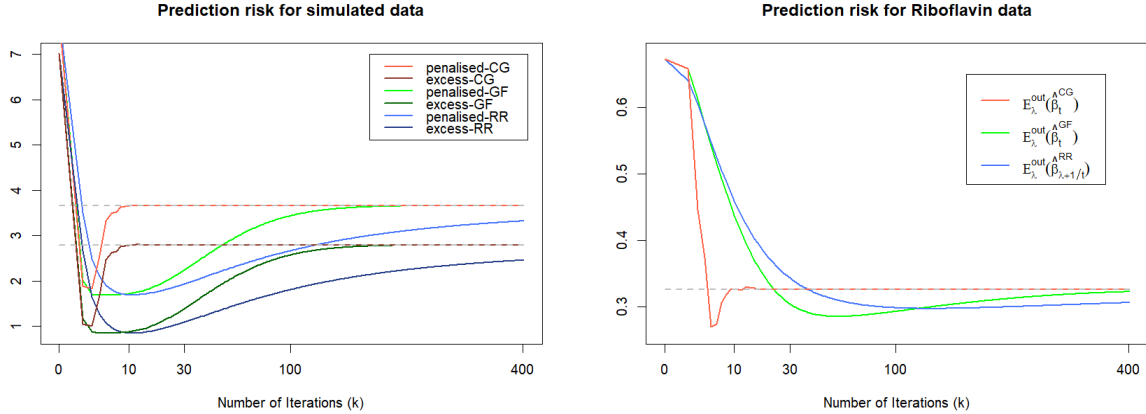 Prediction risk for simulated data
7
6
5
4
3
2
1
penalised-CG
excess-CG
penalised-GF
excess-GF
penalised-RR
excess-RR
0 10 30 100 400
Number of Iterations (k)
Prediction risk for Riboflavin data
0.6
0.5
0.4
0.3
E_λ^out(β̂_t^CG)
E_λ^out(β̂_t^GF)
E_λ^out(β̂_{λ+1/t}^RR)
0 10 30 100 400
Number of Iterations (k)